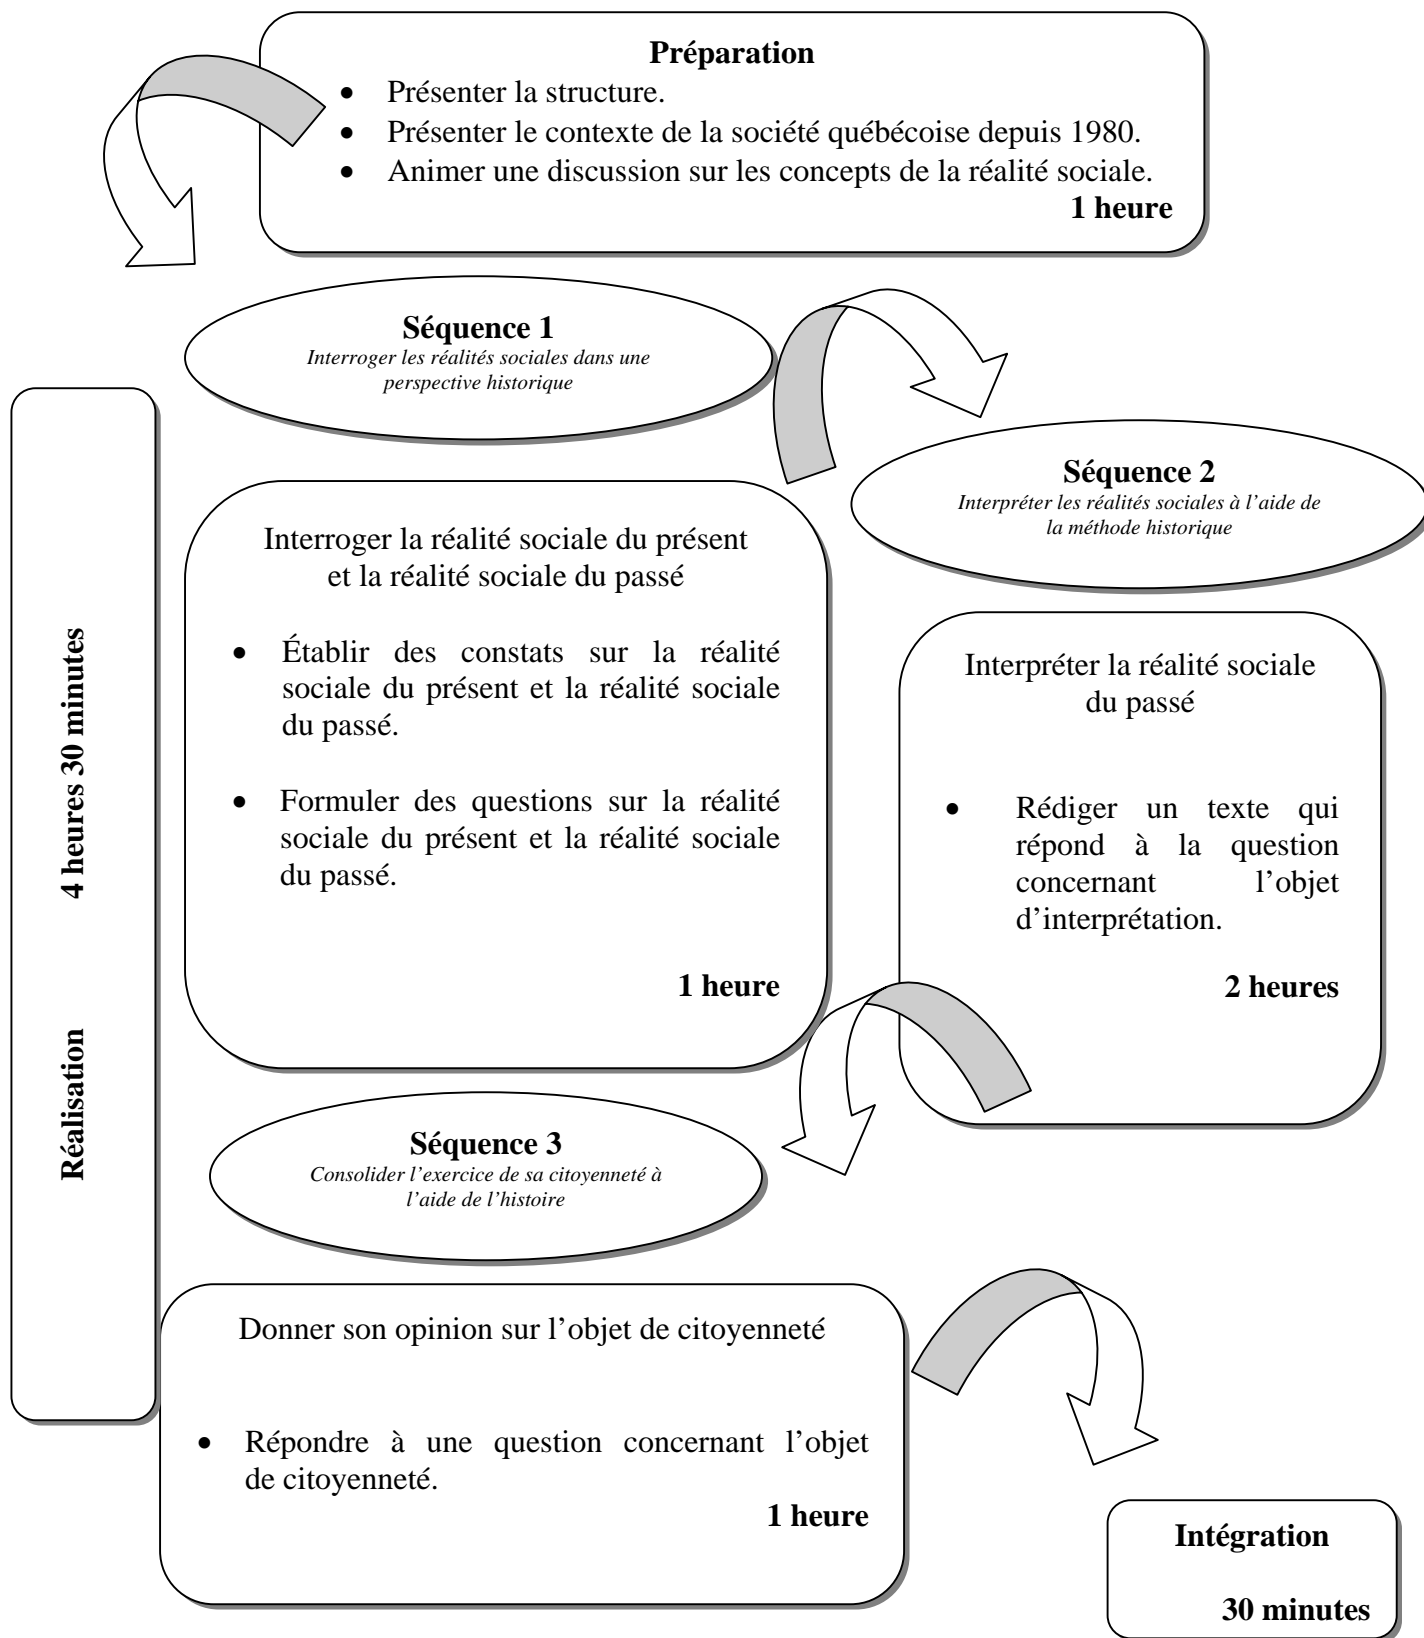 Préparation
• Présenter la structure.
• Présenter le contexte de la société québécoise depuis 1980.
• Animer une discussion sur les concepts de la réalité sociale.
1 heure
Séquence 1
Interroger les réalités sociales dans une
perspective historique
Séquence 2
Interpréter les réalités sociales à l’aide de
la méthode historique
Réalisation 4 heures 30 minutes
Interroger la réalité sociale du présent
et la réalité sociale du passé
• Établir des constats sur la réalité
sociale du présent et la réalité sociale
du passé.
• Formuler des questions sur la réalité
sociale du présent et la réalité sociale
du passé.
1 heure
Interpréter la réalité sociale
du passé
• Rédiger un texte qui
répond à la question
concernant l’objet
d’interprétation.
2 heures
Séquence 3
Consolider l’exercice de sa citoyenneté à
l’aide de l’histoire
Donner son opinion sur l’objet de citoyenneté
• Répondre à une question concernant l’objet
de citoyenneté.
1 heure
Intégration
30 minutes